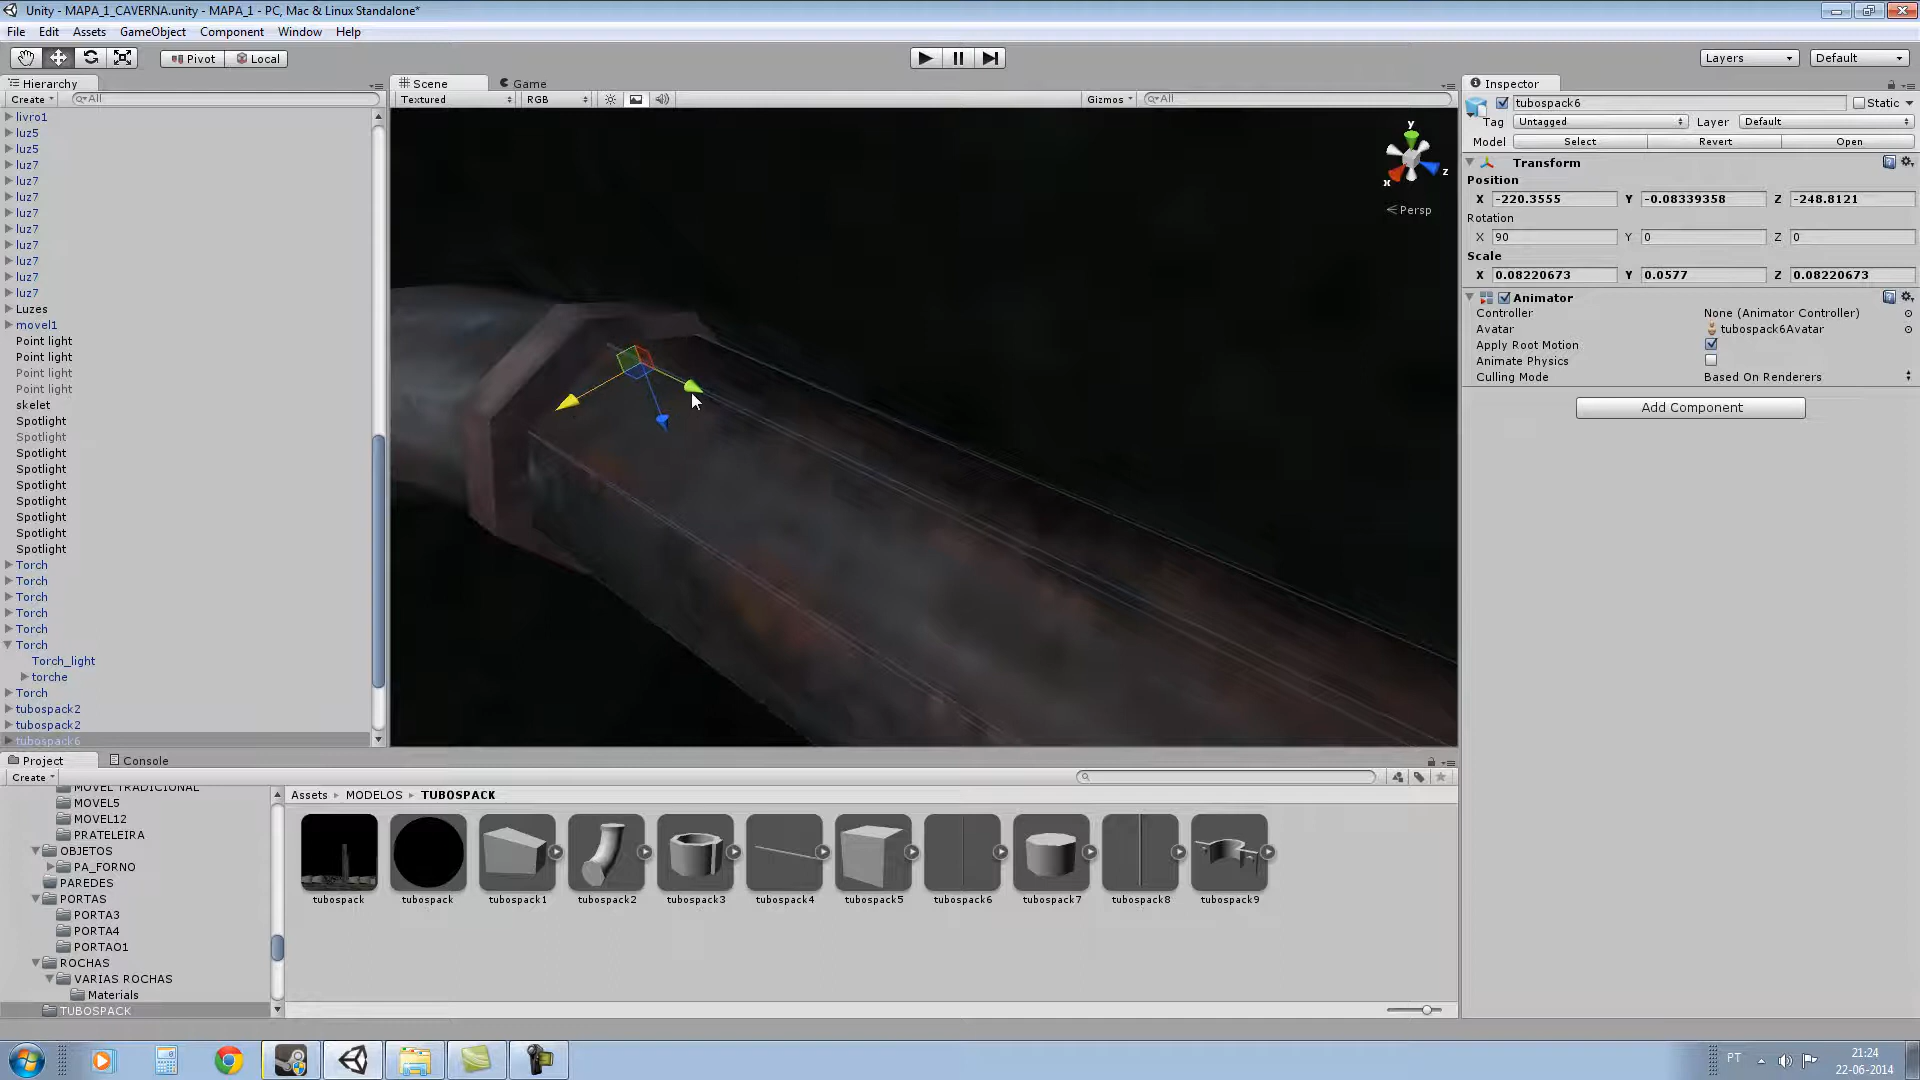 Unity - MAPA_1_CAVERNA.unity - MAPA_1 - PC, Mac & Linux Standalone*
File Edit Assets GameObject Component Window Help
Pivot Local Layers Default
Hierarchy
Create All
livro1
luz5
luz5
luz7
luz7
luz7
luz7
luz7
luz7
luz7
luz7
luz7
Luzes
movel1
Point light
Point light
Point light
Point light
skelet
Spotlight
Spotlight
Spotlight
Spotlight
Spotlight
Spotlight
Spotlight
Spotlight
Spotlight
Torch
Torch
Torch
Torch
Torch
Torch
Torch_light
torche
Torch
tubospack2
tubospack2
tubospack6
Scene Game
Textured RGB Gizmos All
y
x
z
Persp
Inspector
tubospack6 Static
Tag Untagged Layer Default
Model Select Revert Open
Transform
Position
X -220.3555 Y -0.08339358 Z -248.8121
Rotation
X 90 Y 0 Z 0
Scale
X 0.08220673 Y 0.0577 Z 0.08220673
Animator
Controller None (Animator Controller)
Avatar tubospack6Avatar
Apply Root Motion
Animate Physics
Culling Mode Based On Renderers
Add Component
Project Console
Create
MOVEL TRADICIONAL
MOVEL5
MOVEL12
PRATELEIRA
OBJETOS
PA_FORNO
PAREDES
PORTAS
PORTA3
PORTA4
PORTAO1
ROCHAS
VARIAS ROCHAS
Materials
TUBOSPACK
Assets MODELOS TUBOSPACK
tubospack tubospack tubospack1 tubospack2 tubospack3 tubospack4 tubospack5 tubospack6 tubospack7 tubospack8 tubospack9
PT
21:24
22-06-2014